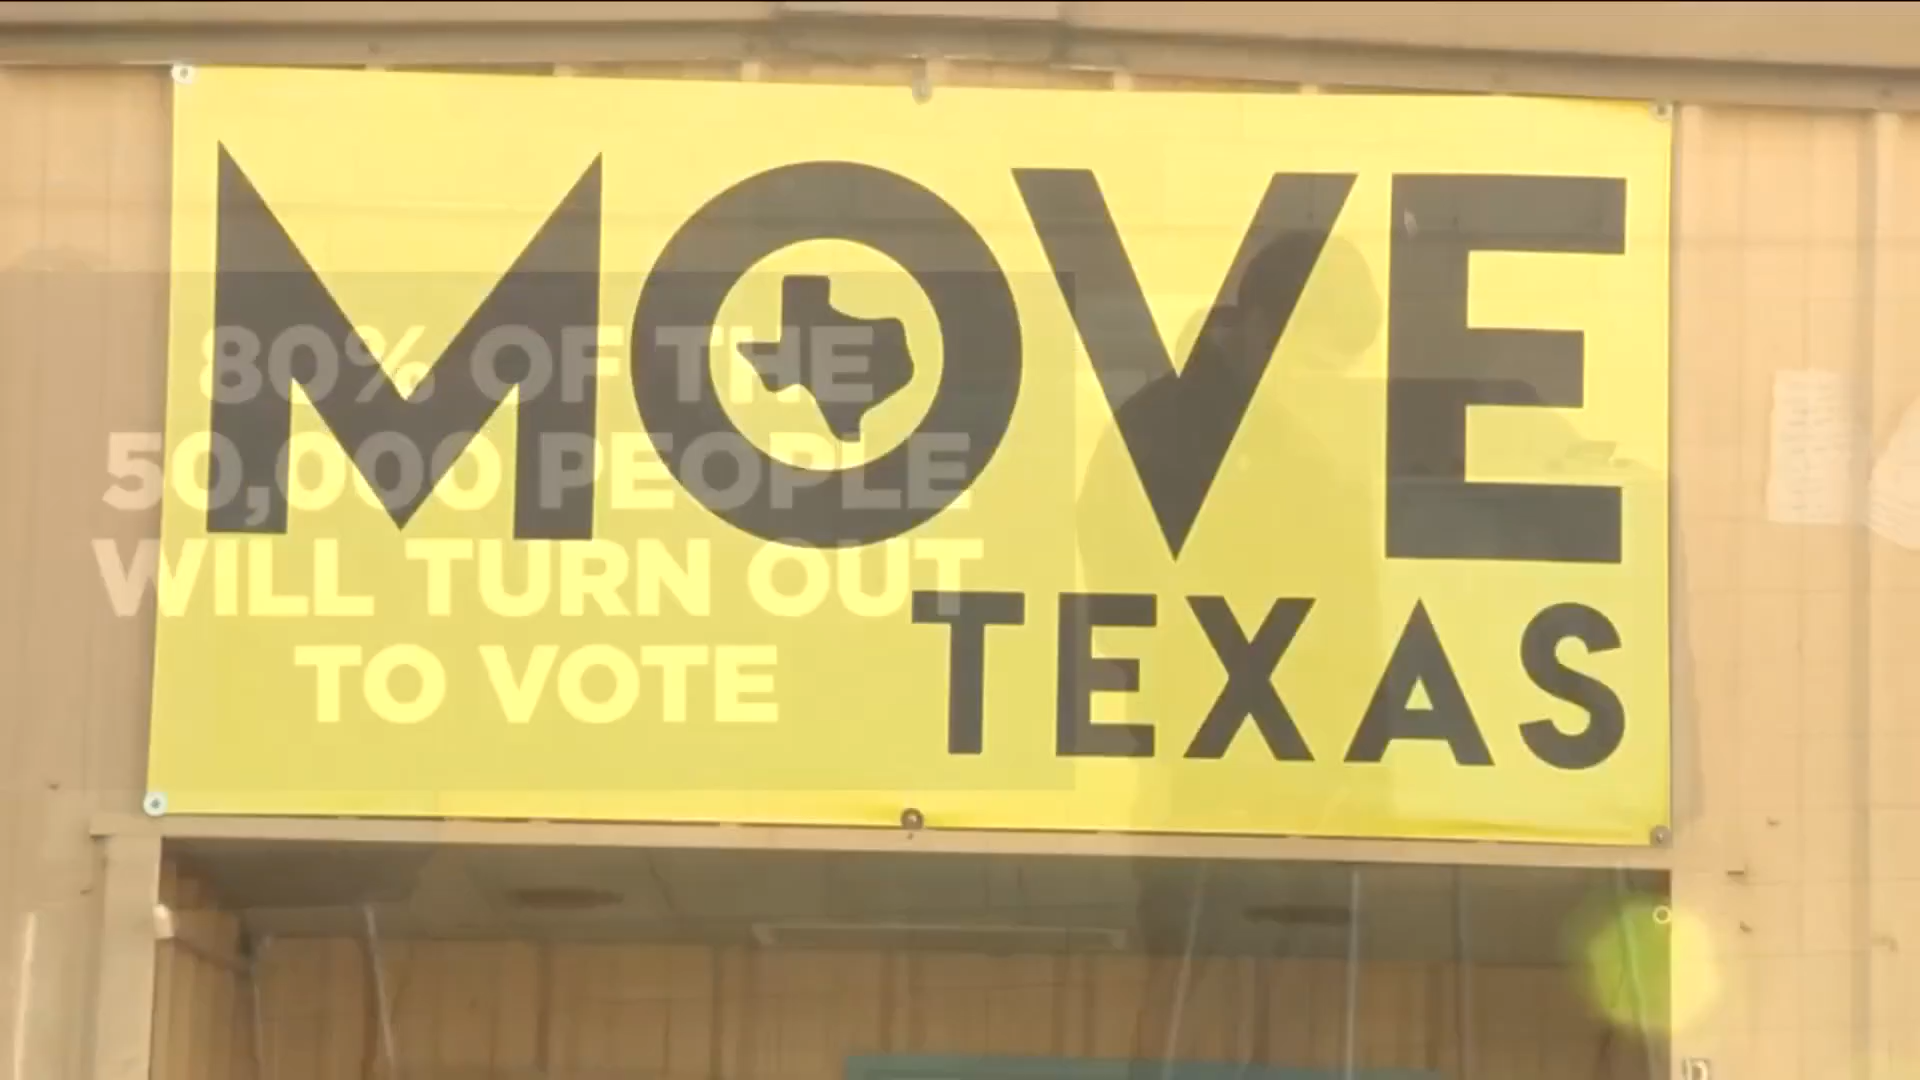 MOVE
TEXAS
80% OF THE
50,000 PEOPLE
WILL TURN OUT
TO VOTE